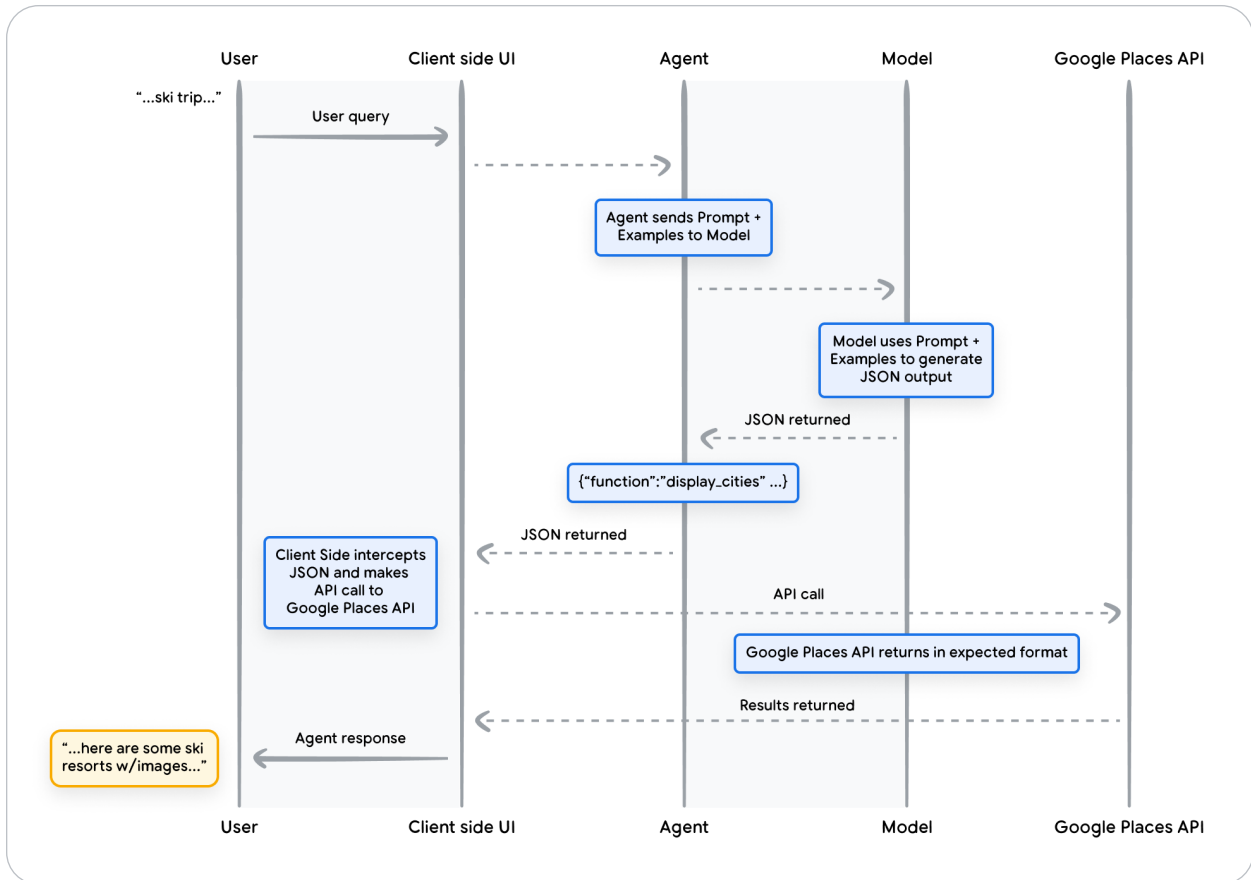 User
Client side UI
Agent
Model
Google Places API
“...ski trip...”
User query
Agent sends Prompt +
Examples to Model
Model uses Prompt +
Examples to generate
JSON output
JSON returned
{“function”:”display_cities” ...}
JSON returned
Client Side intercepts
JSON and makes
API call to
Google Places API
API call
Google Places API returns in expected format
Results returned
Agent response
“...here are some ski
resorts w/images...”
User
Client side UI
Agent
Model
Google Places API